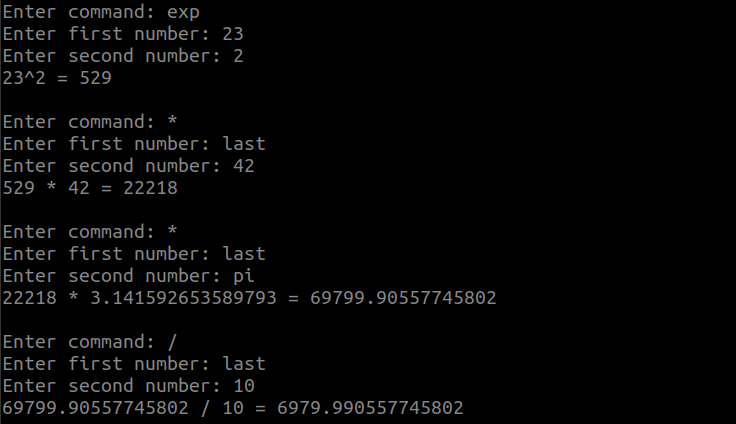 Enter command: exp
Enter first number: 23
Enter second number: 2
23^2 = 529
Enter command: *
Enter first number: last
Enter second number: 42
529 * 42 = 22218
Enter command: *
Enter first number: last
Enter second number: pi
22218 * 3.141592653589793 = 69799.90557745802
Enter command: /
Enter first number: last
Enter second number: 10
69799.90557745802 / 10 = 6979.990557745802